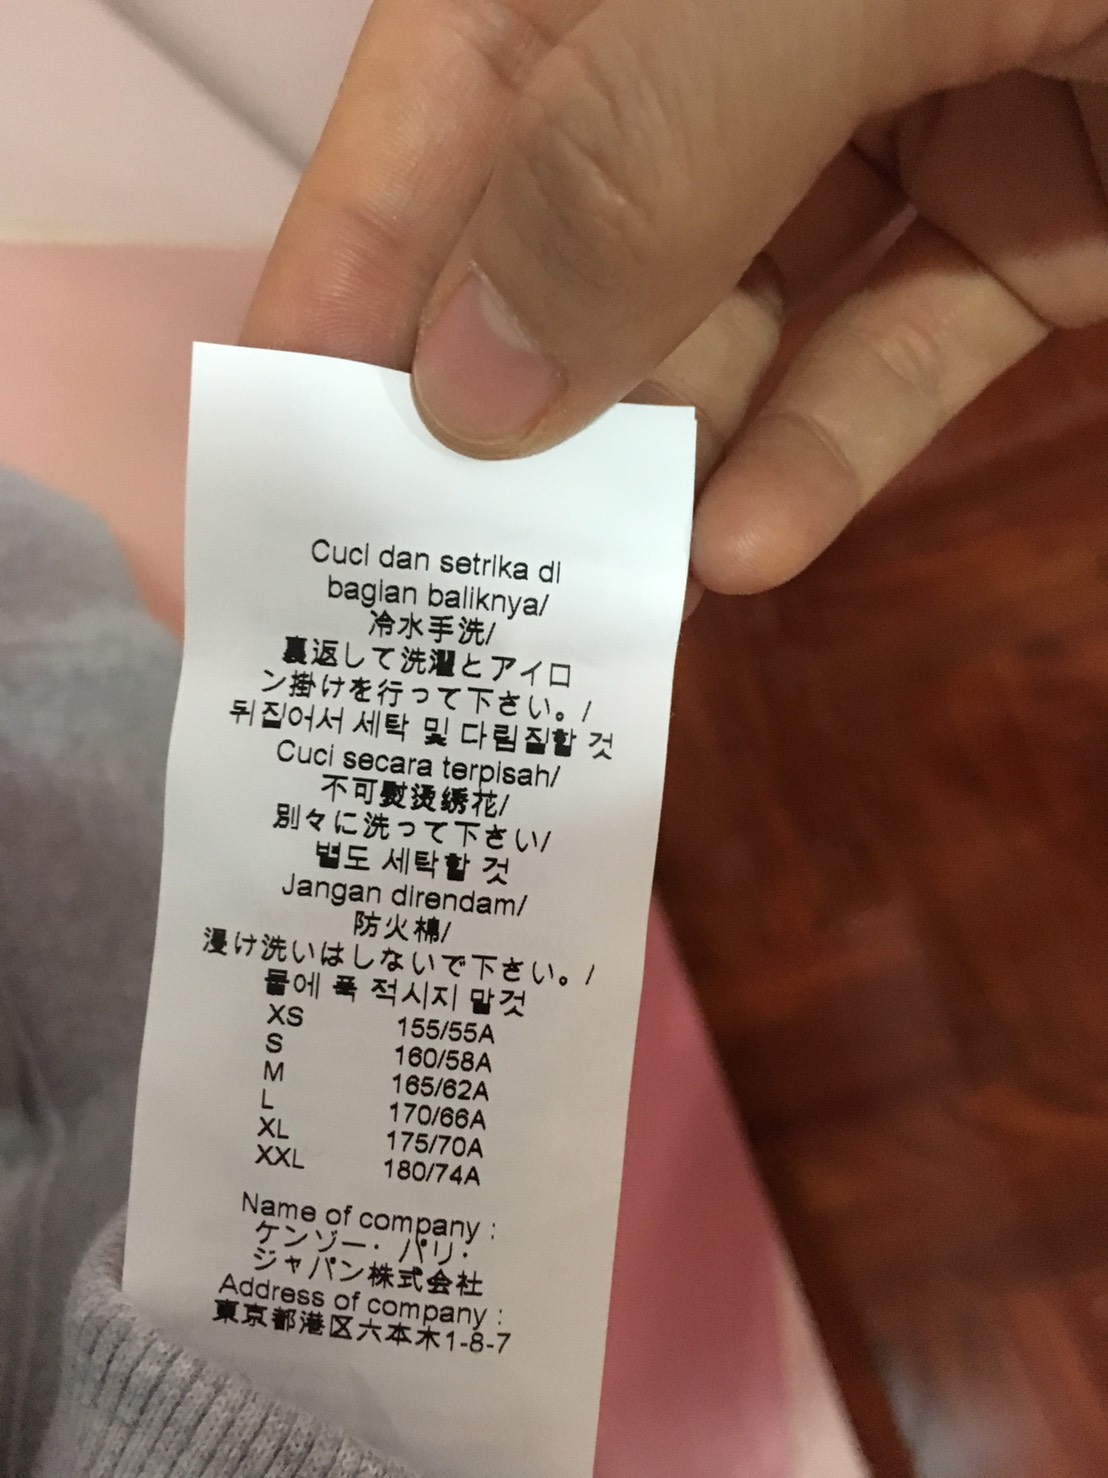 Cuci dan setrika di
bagian baliknya/
冷水手洗/
裏返して洗濯とアイロ
ン掛けを行って下さい。/
뒤집어서 세탁 및 다림질할 것
Cuci secara terpisah/
不可熨烫绣花/
別々に洗って下さい/
별도 세탁할 것
Jangan direndam/
防火棉/
浸け洗いはしないで下さい。/
물에 푹 적시지 말것
XS 155/55A
S 160/58A
M 165/62A
L 170/66A
XL 175/70A
XXL 180/74A
Name of company :
ケンゾー・パリ・
ジャパン株式会社
Address of company :
東京都港区六本木1-8-7